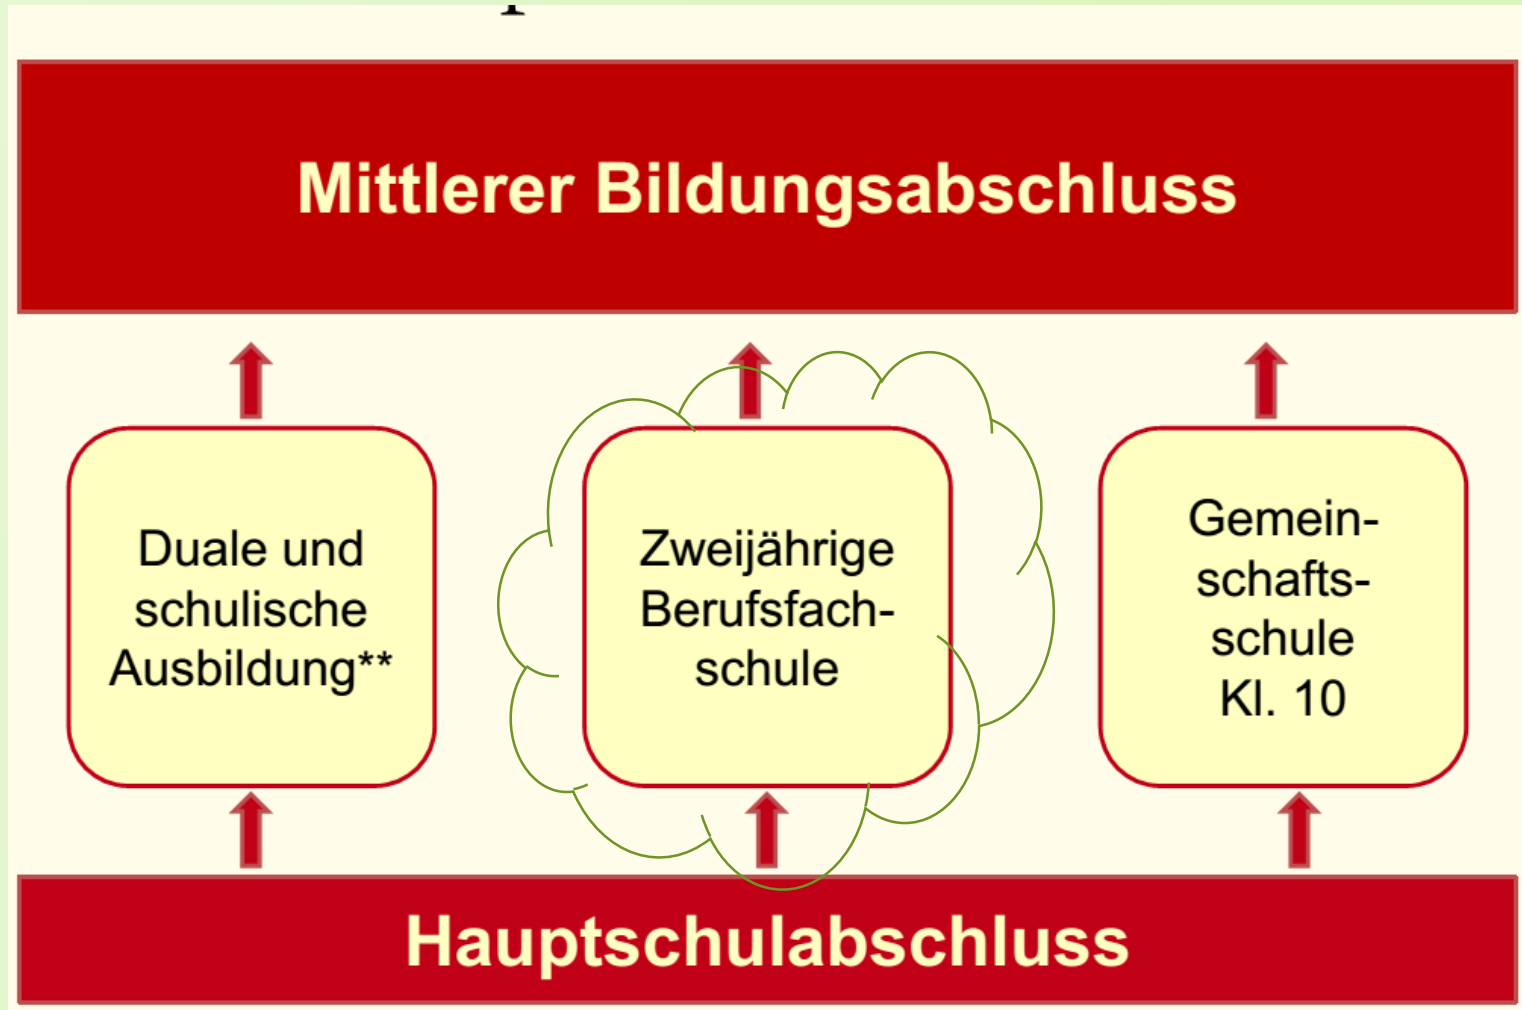 Mittlerer Bildungsabschluss
Duale und
schulische
Ausbildung**
Zweijährige
Berufsfach-
schule
Gemein-
schafts-
schule
Kl. 10
Hauptschulabschluss